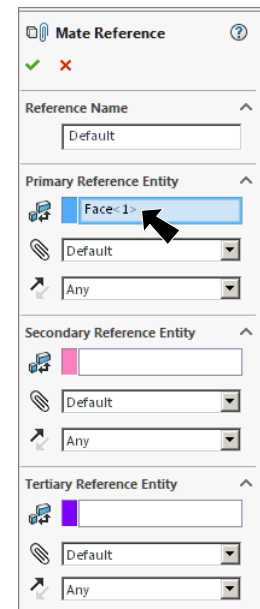 Mate Reference
?
Reference Name
Default
Primary Reference Entity
Face<1>
Default
Any
Secondary Reference Entity
Default
Any
Tertiary Reference Entity
Default
Any